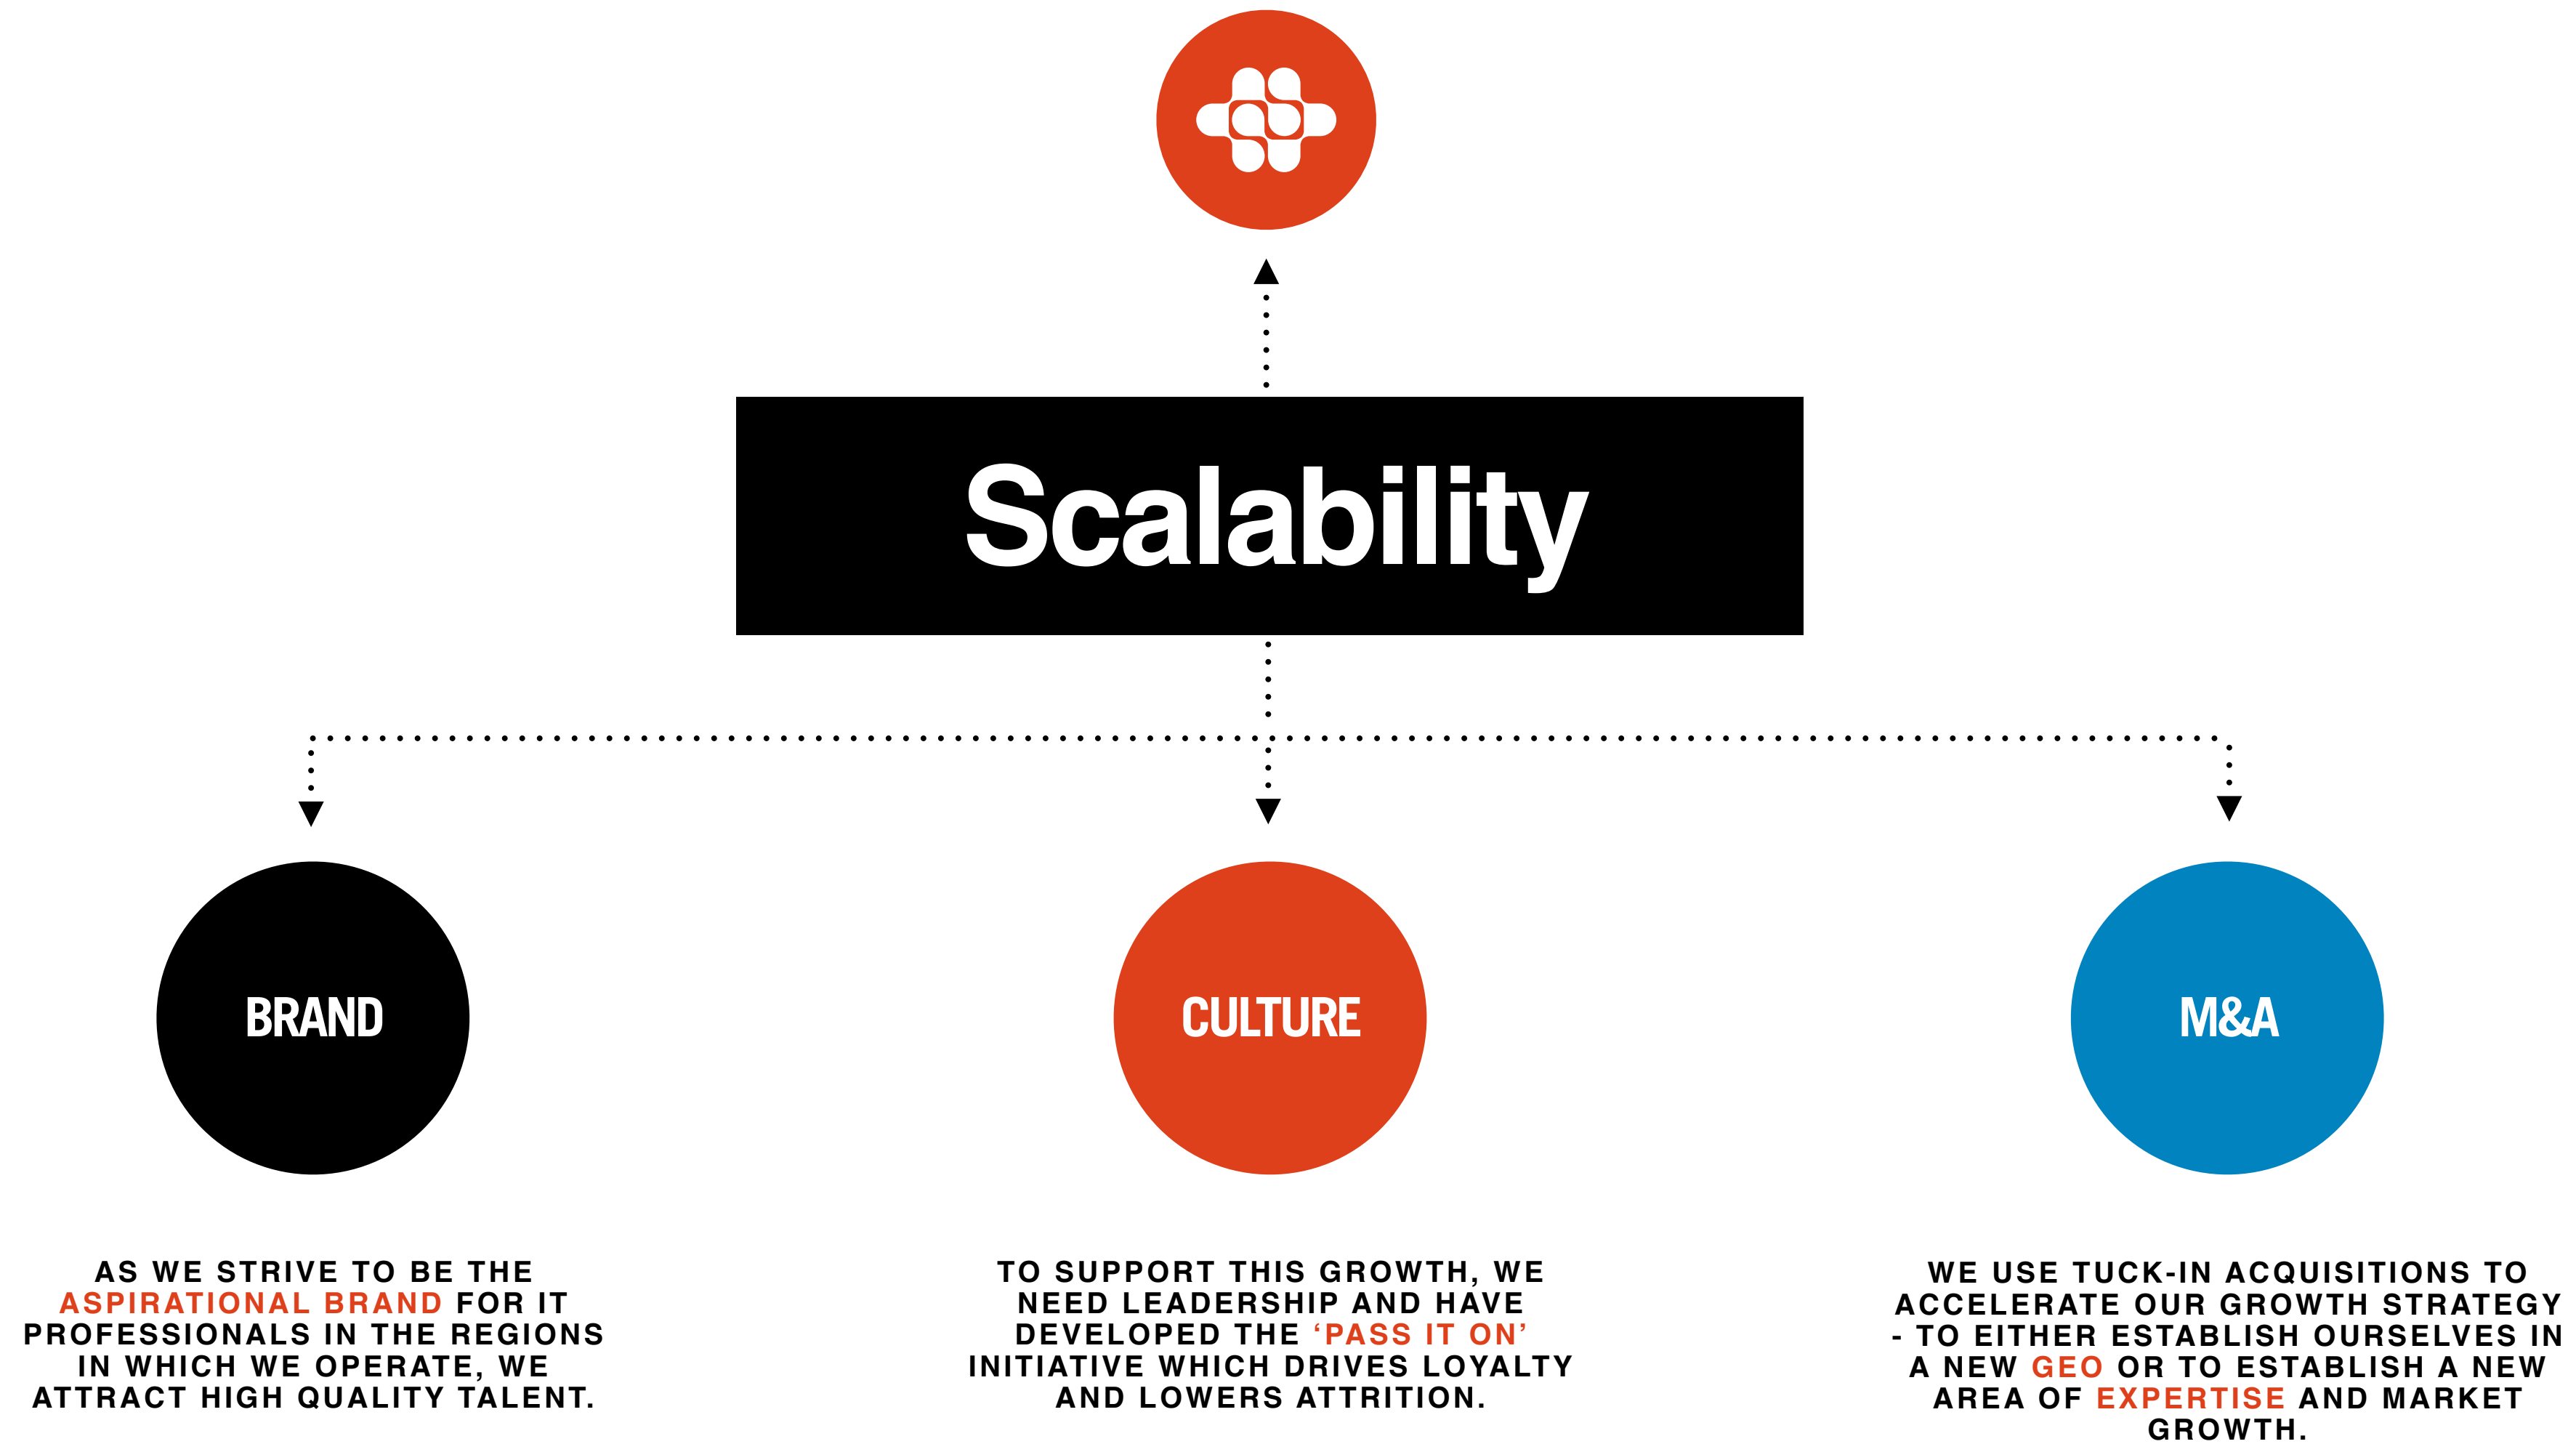 Scalability
BRAND
CULTURE
M&A
AS WE STRIVE TO BE THE
ASPIRATIONAL BRAND FOR IT
PROFESSIONALS IN THE REGIONS
IN WHICH WE OPERATE, WE
ATTRACT HIGH QUALITY TALENT.
TO SUPPORT THIS GROWTH, WE
NEED LEADERSHIP AND HAVE
DEVELOPED THE ‘PASS IT ON’
INITIATIVE WHICH DRIVES LOYALTY
AND LOWERS ATTRITION.
WE USE TUCK-IN ACQUISITIONS TO
ACCELERATE OUR GROWTH STRATEGY
- TO EITHER ESTABLISH OURSELVES IN
A NEW GEO OR TO ESTABLISH A NEW
AREA OF EXPERTISE AND MARKET
GROWTH.